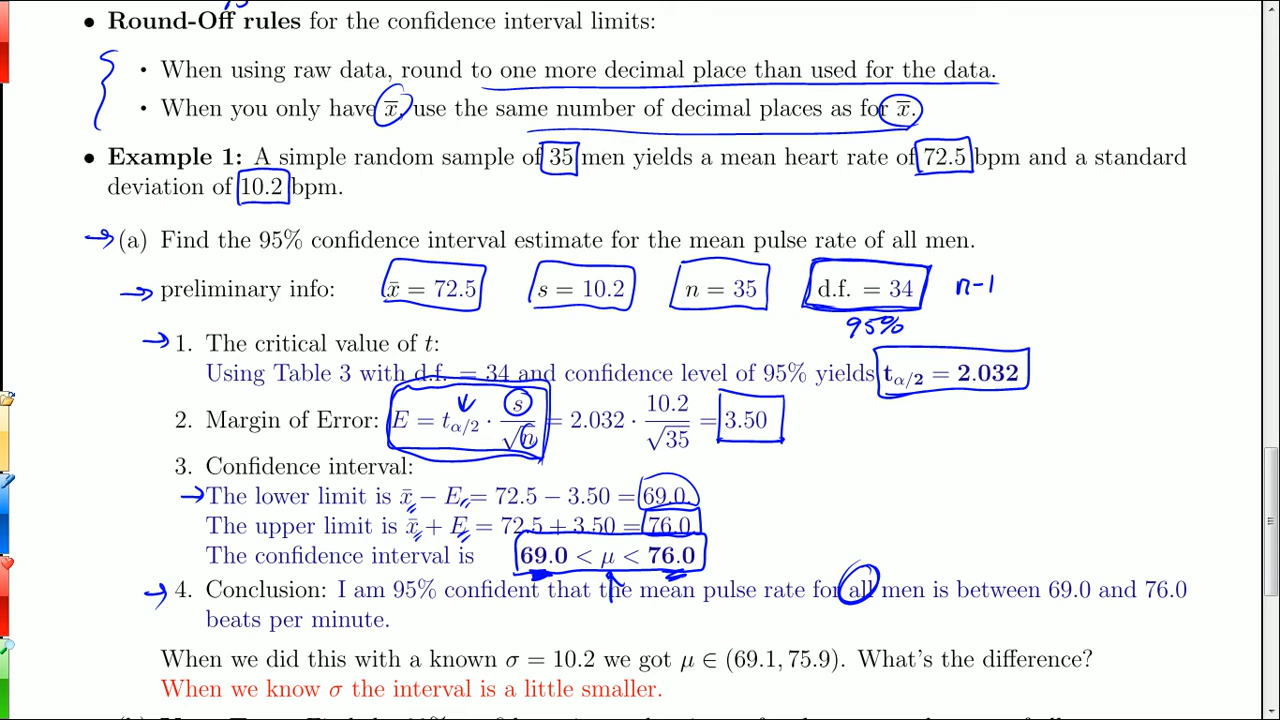 • Round-Off rules for the confidence interval limits:
· When using raw data, round to one more decimal place than used for the data.
· When you only have x̄, use the same number of decimal places as for x̄.
• Example 1: A simple random sample of 35 men yields a mean heart rate of 72.5 bpm and a standard
deviation of 10.2 bpm.
(a) Find the 95% confidence interval estimate for the mean pulse rate of all men.
preliminary info: x̄ = 72.5 s = 10.2 n = 35 d.f. = 34 n-1
95%
1. The critical value of t:
Using Table 3 with d.f. = 34 and confidence level of 95% yields t_{α/2} = 2.032
2. Margin of Error: E = t_{α/2} · s/√n = 2.032 · 10.2/√35 = 3.50
3. Confidence interval:
The lower limit is x̄ − E = 72.5 − 3.50 = 69.0.
The upper limit is x̄ + E = 72.5 + 3.50 = 76.0.
The confidence interval is 69.0 < μ < 76.0
4. Conclusion: I am 95% confident that the mean pulse rate for all men is between 69.0 and 76.0
beats per minute.
When we did this with a known σ = 10.2 we got μ ∈ (69.1, 75.9). What's the difference?
When we know σ the interval is a little smaller.